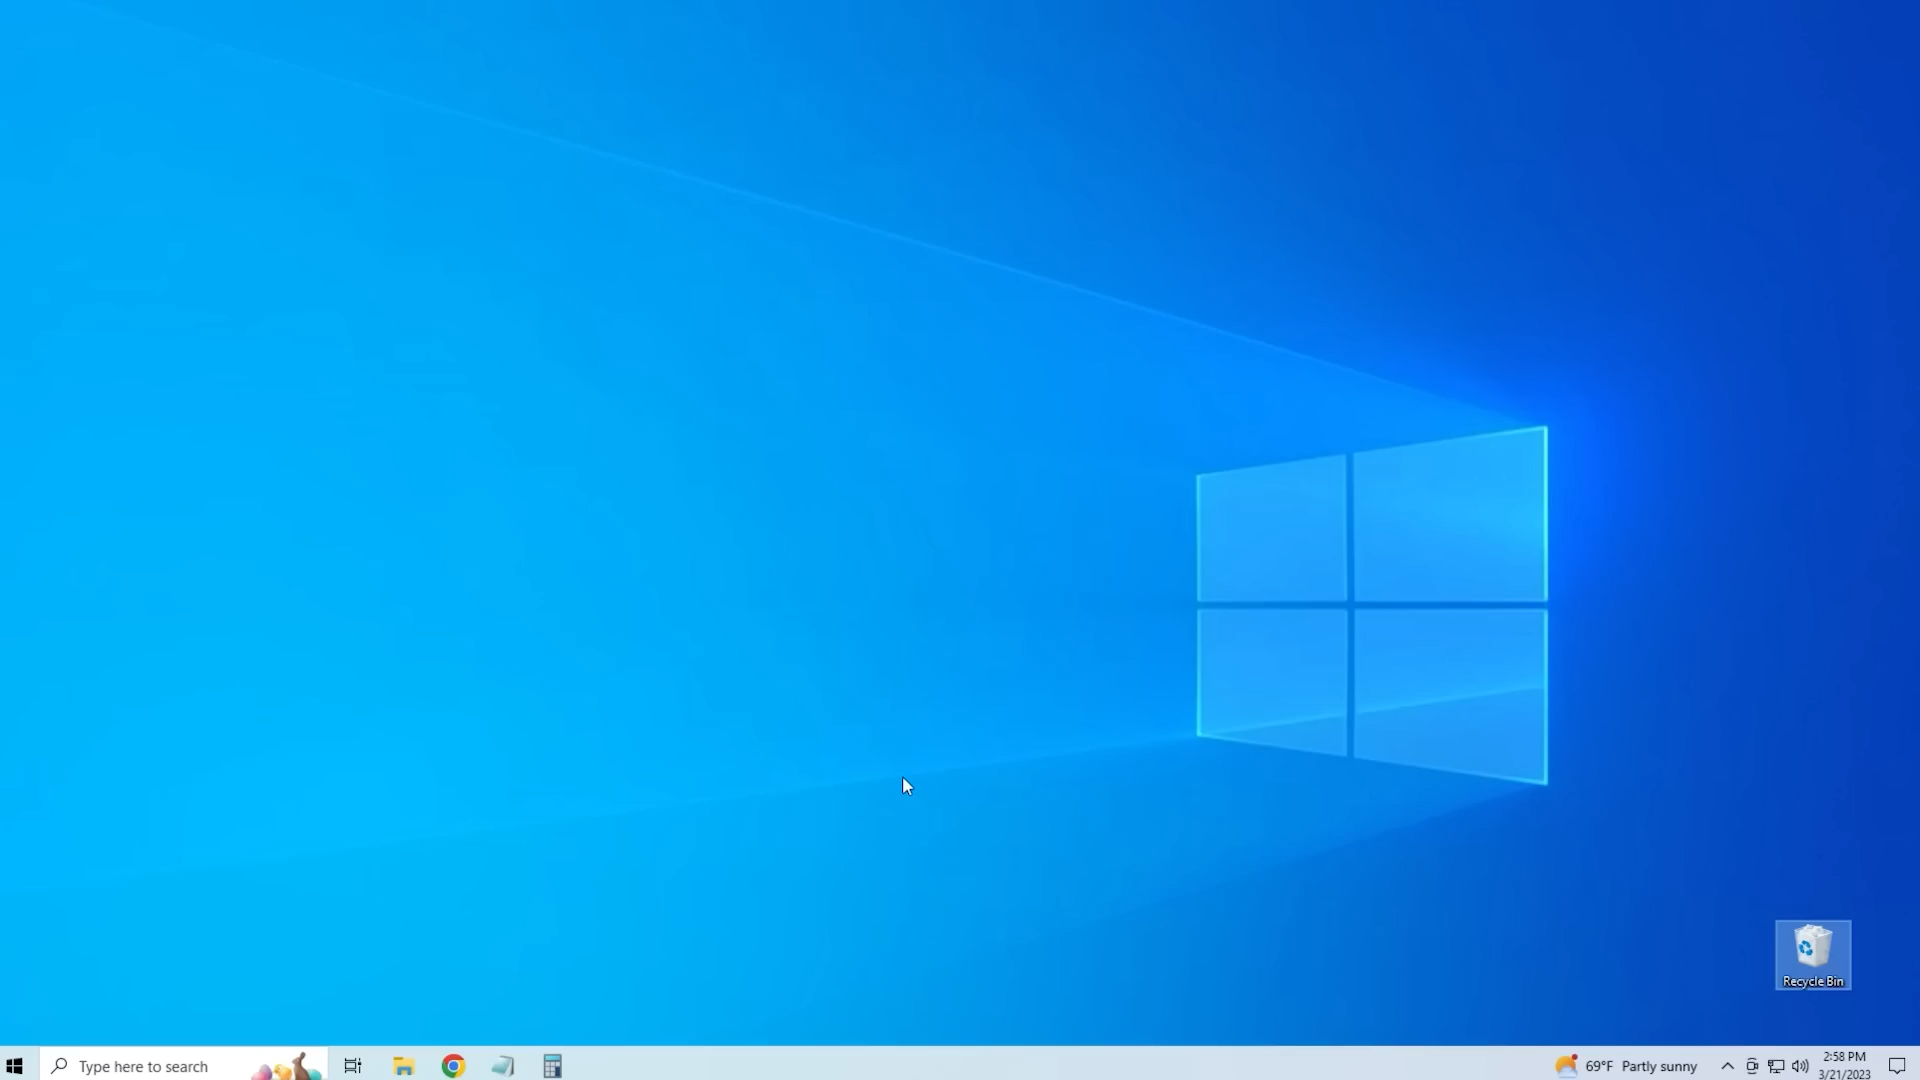 Recycle Bin
Type here to search
69°F Partly sunny
2:58 PM
3/21/2023